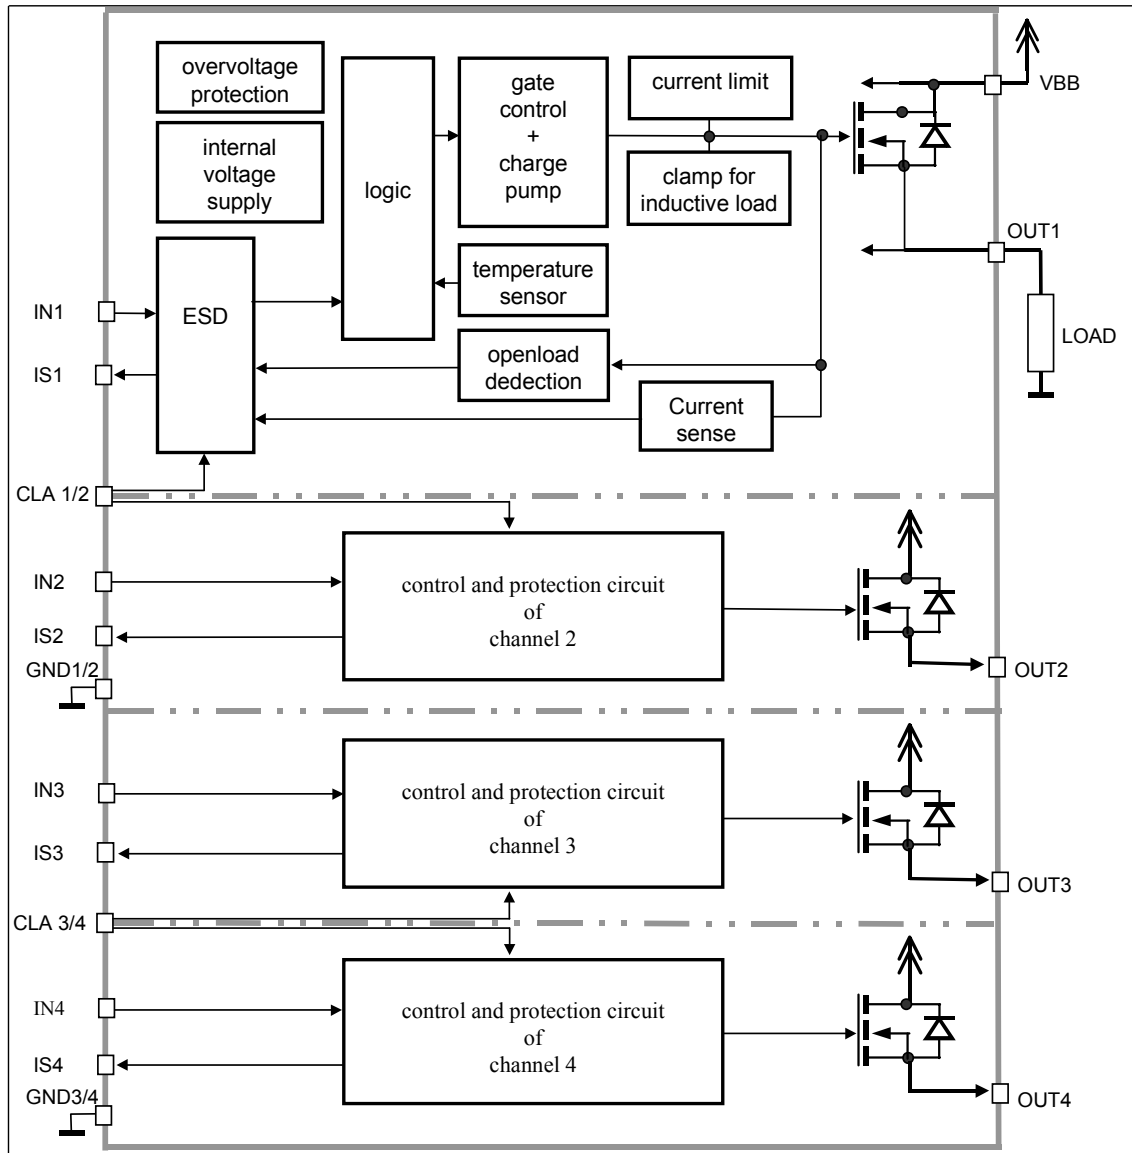 overvoltage
protection
internal
voltage
supply
logic
gate
control
+
charge
pump
current limit
clamp for
inductive load
VBB
OUT1
LOAD
temperature
sensor
ESD
IN1
IS1
openload
dedection
Current
sense
CLA 1/2
IN2
IS2
GND1/2
control and protection circuit
of
channel 2
OUT2
IN3
IS3
control and protection circuit
of
channel 3
OUT3
CLA 3/4
IN4
IS4
GND3/4
control and protection circuit
of
channel 4
OUT4